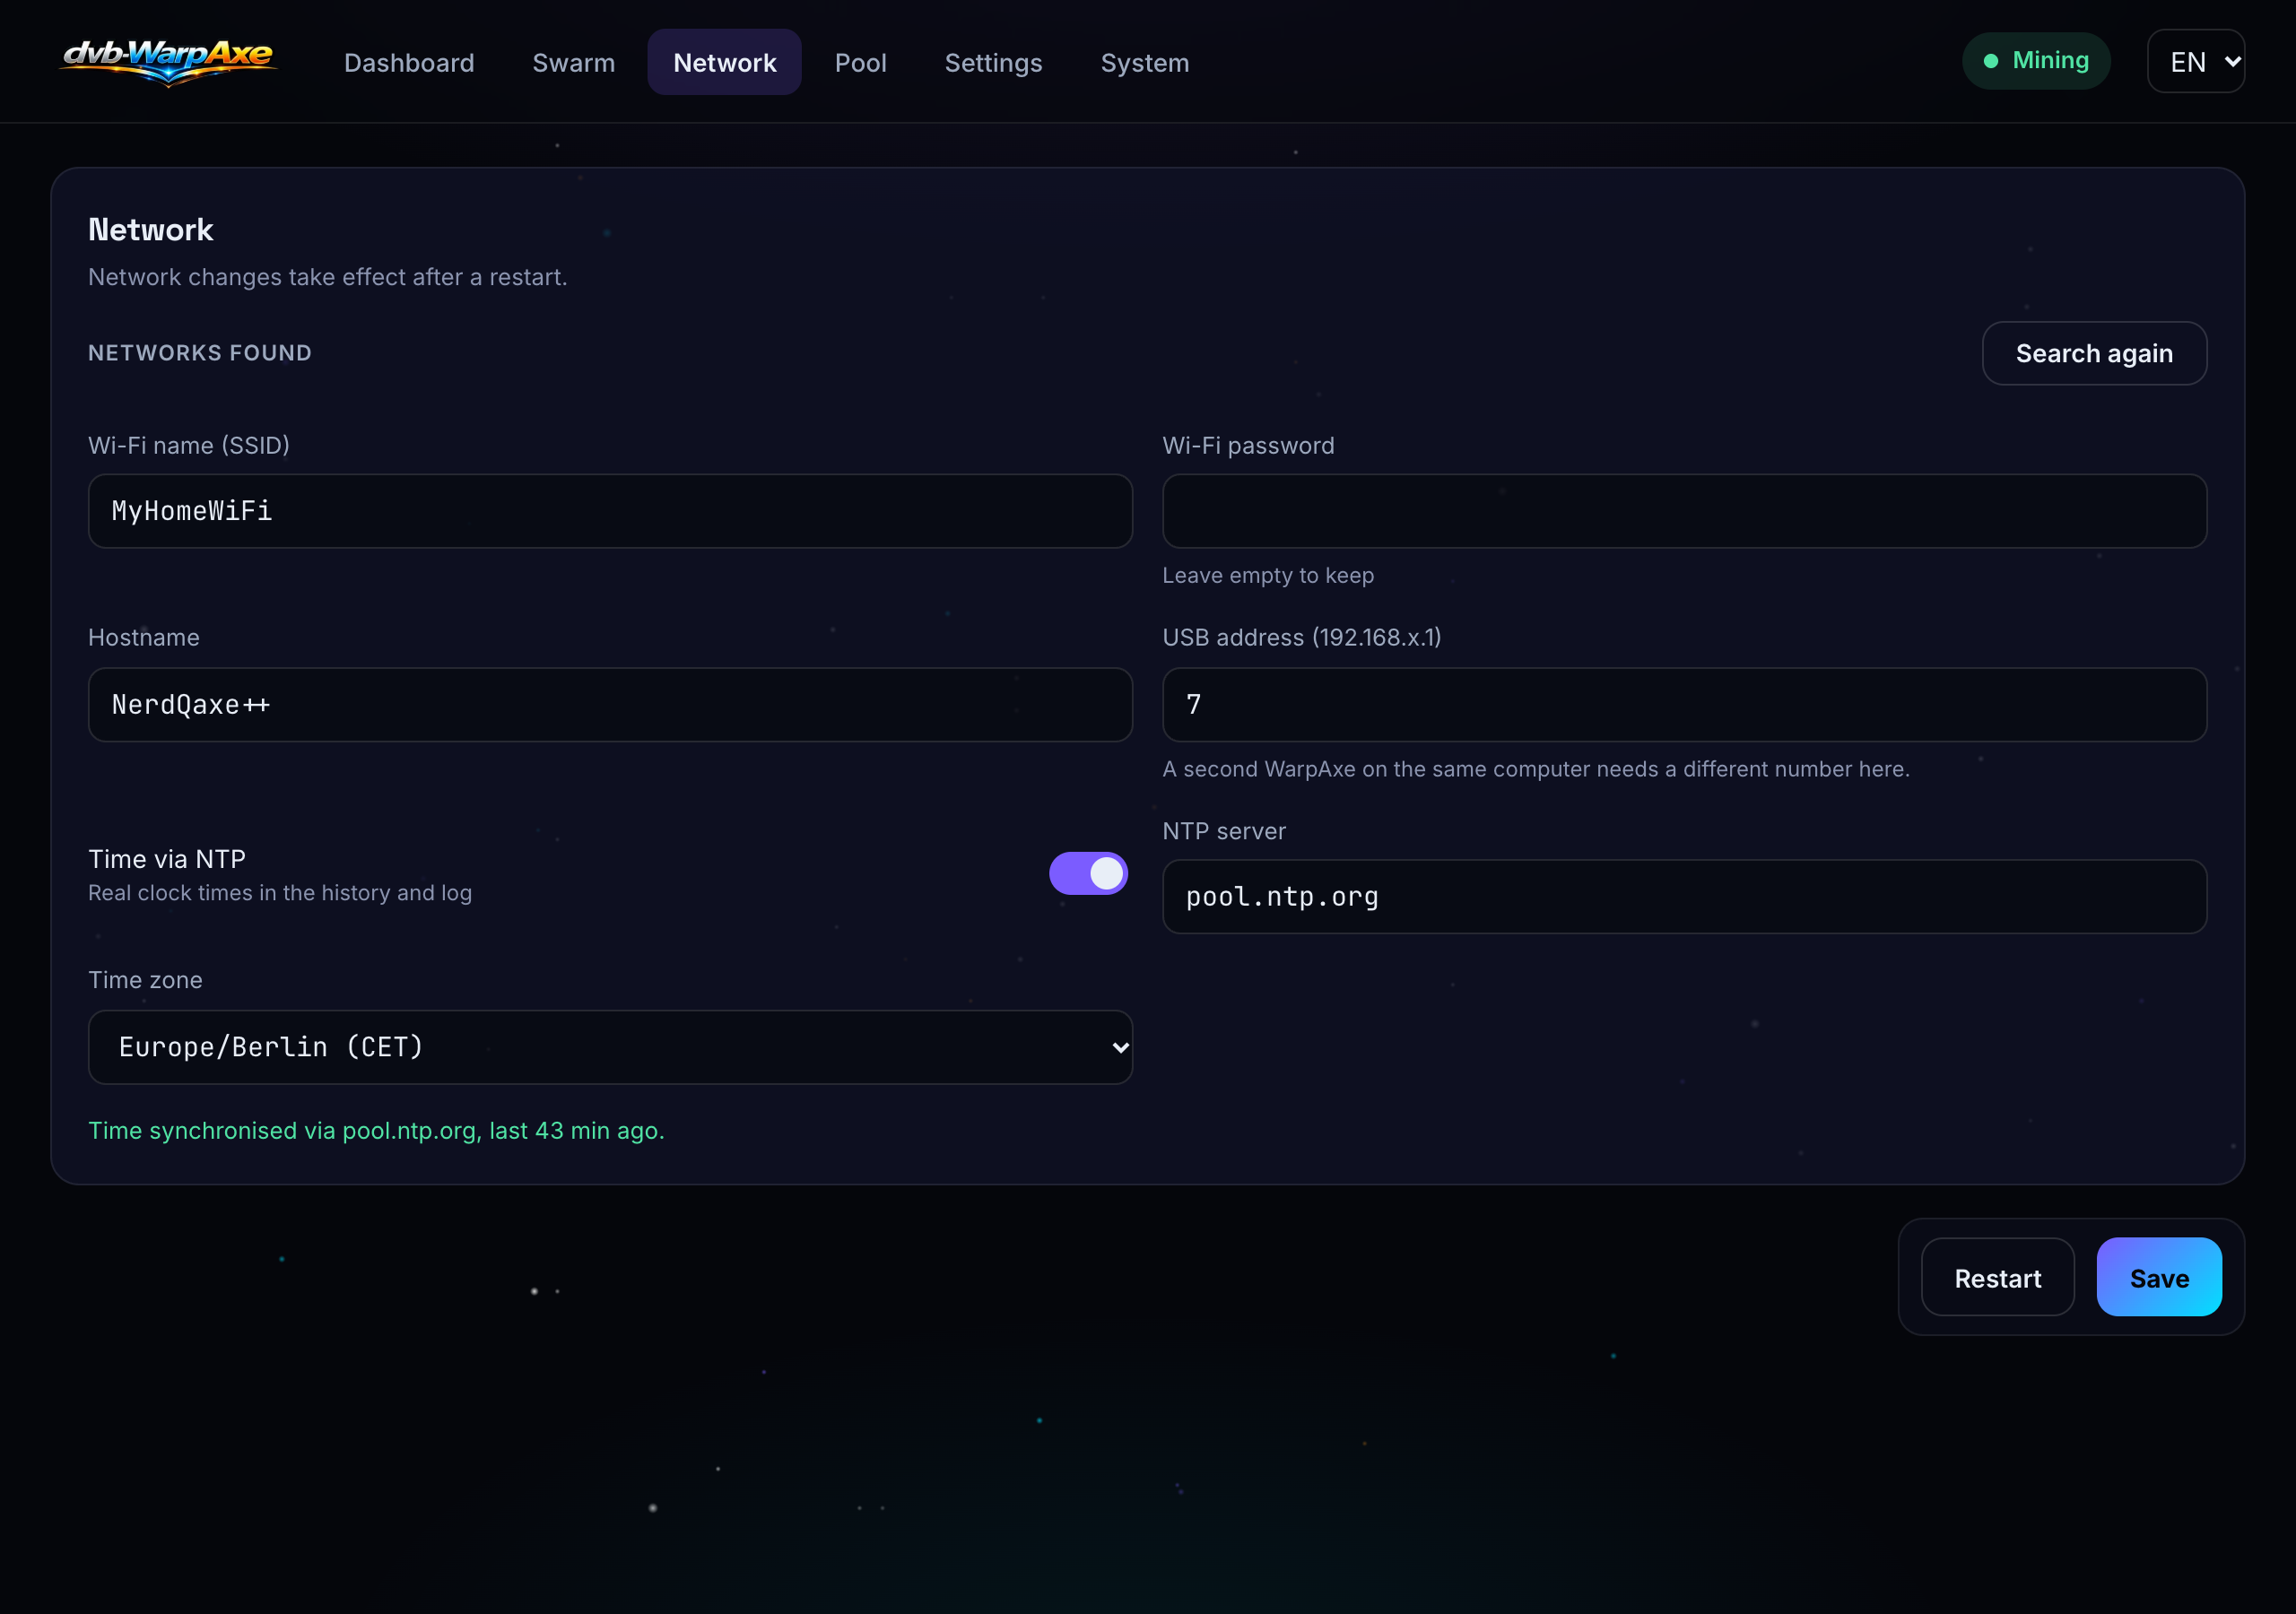 dvb-WarpAxe
Dashboard
Swarm
Network
Pool
Settings
System
Mining
EN
Network
Network changes take effect after a restart.
NETWORKS FOUND
Search again
Wi-Fi name (SSID)
MyHomeWiFi
Wi-Fi password
Leave empty to keep
Hostname
NerdQaxe++
USB address (192.168.x.1)
7
A second WarpAxe on the same computer needs a different number here.
Time via NTP
Real clock times in the history and log
NTP server
pool.ntp.org
Time zone
Europe/Berlin (CET)
Time synchronised via pool.ntp.org, last 43 min ago.
Restart
Save